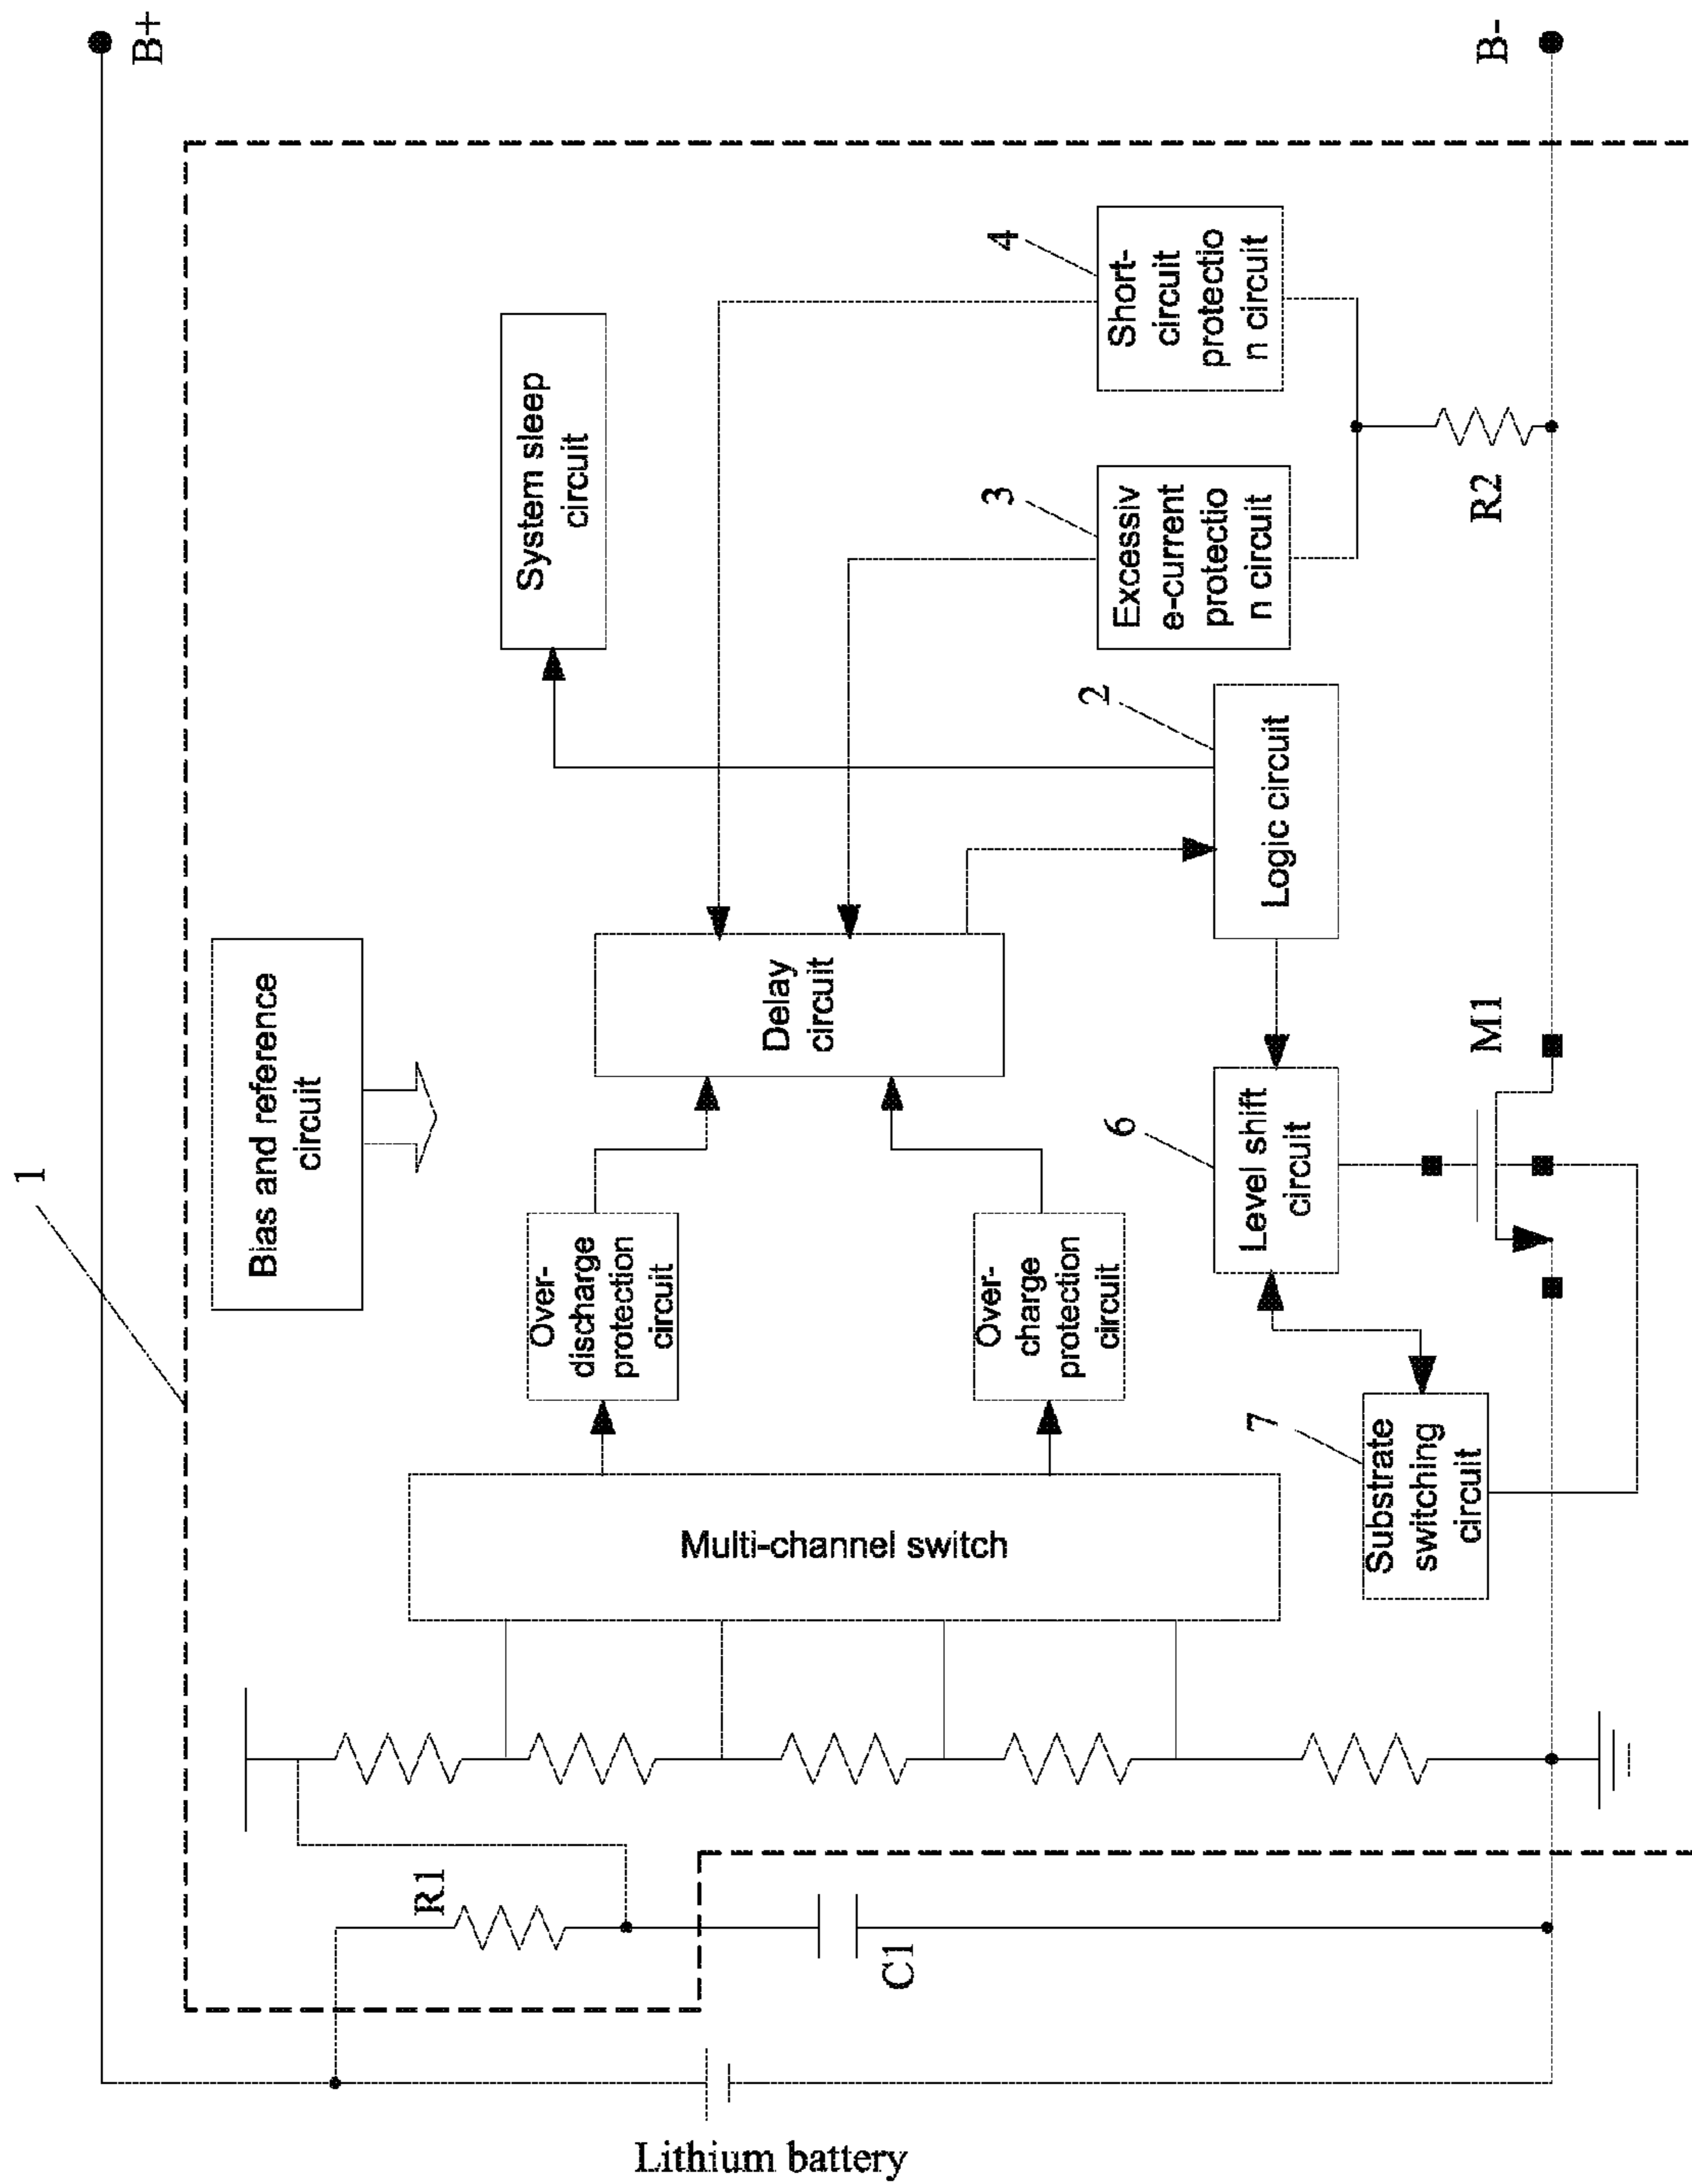 1
B+
Bias and reference
circuit
System sleep
circuit
Over-
discharge
protection
circuit
Delay
circuit
4
Short-
circuit
protectio
n circuit
3
Excessiv
e-current
protectio
n circuit
R1
Multi-channel switch
Over-
charge
protection
circuit
2
Logic circuit
6
Level shift
circuit
7
Substrate
switching
circuit
C1
M1
R2
B-
Lithium battery